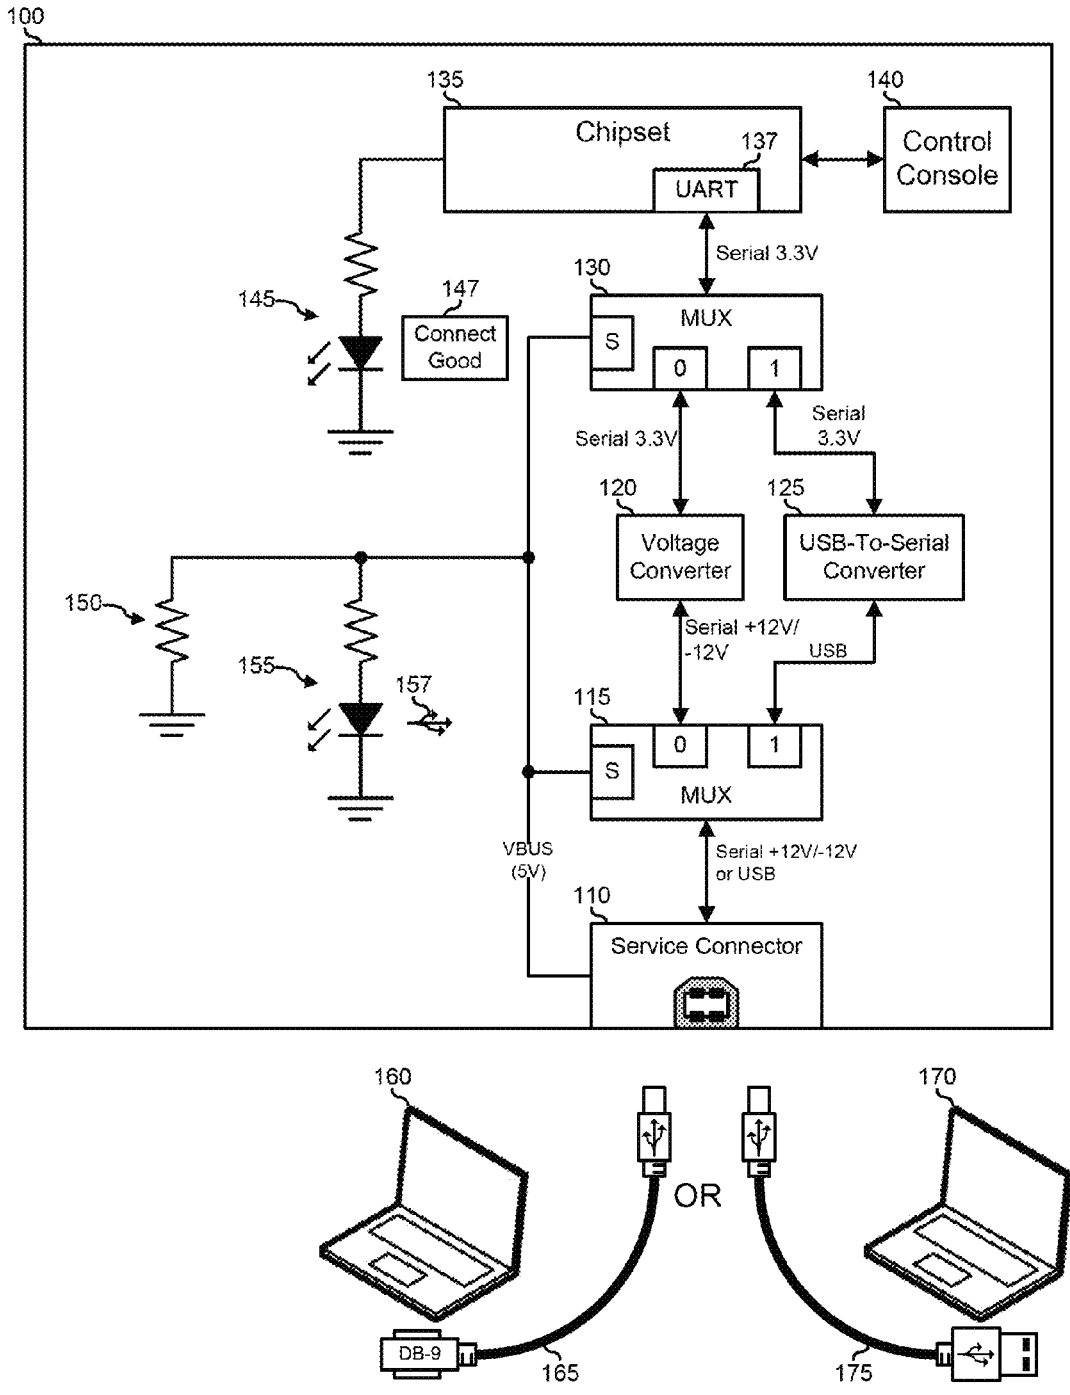 100
135
Chipset
137
UART
140
Control
Console
Serial 3.3V
130
MUX
S
0
1
145
147
Connect
Good
Serial 3.3V
Serial
3.3V
120
Voltage
Converter
125
USB-To-Serial
Converter
150
155
157
Serial +12V/
-12V
USB
115
0
1
S
MUX
VBUS
(5V)
Serial +12V/-12V
or USB
110
Service Connector
160
170
OR
DB-9
165
175